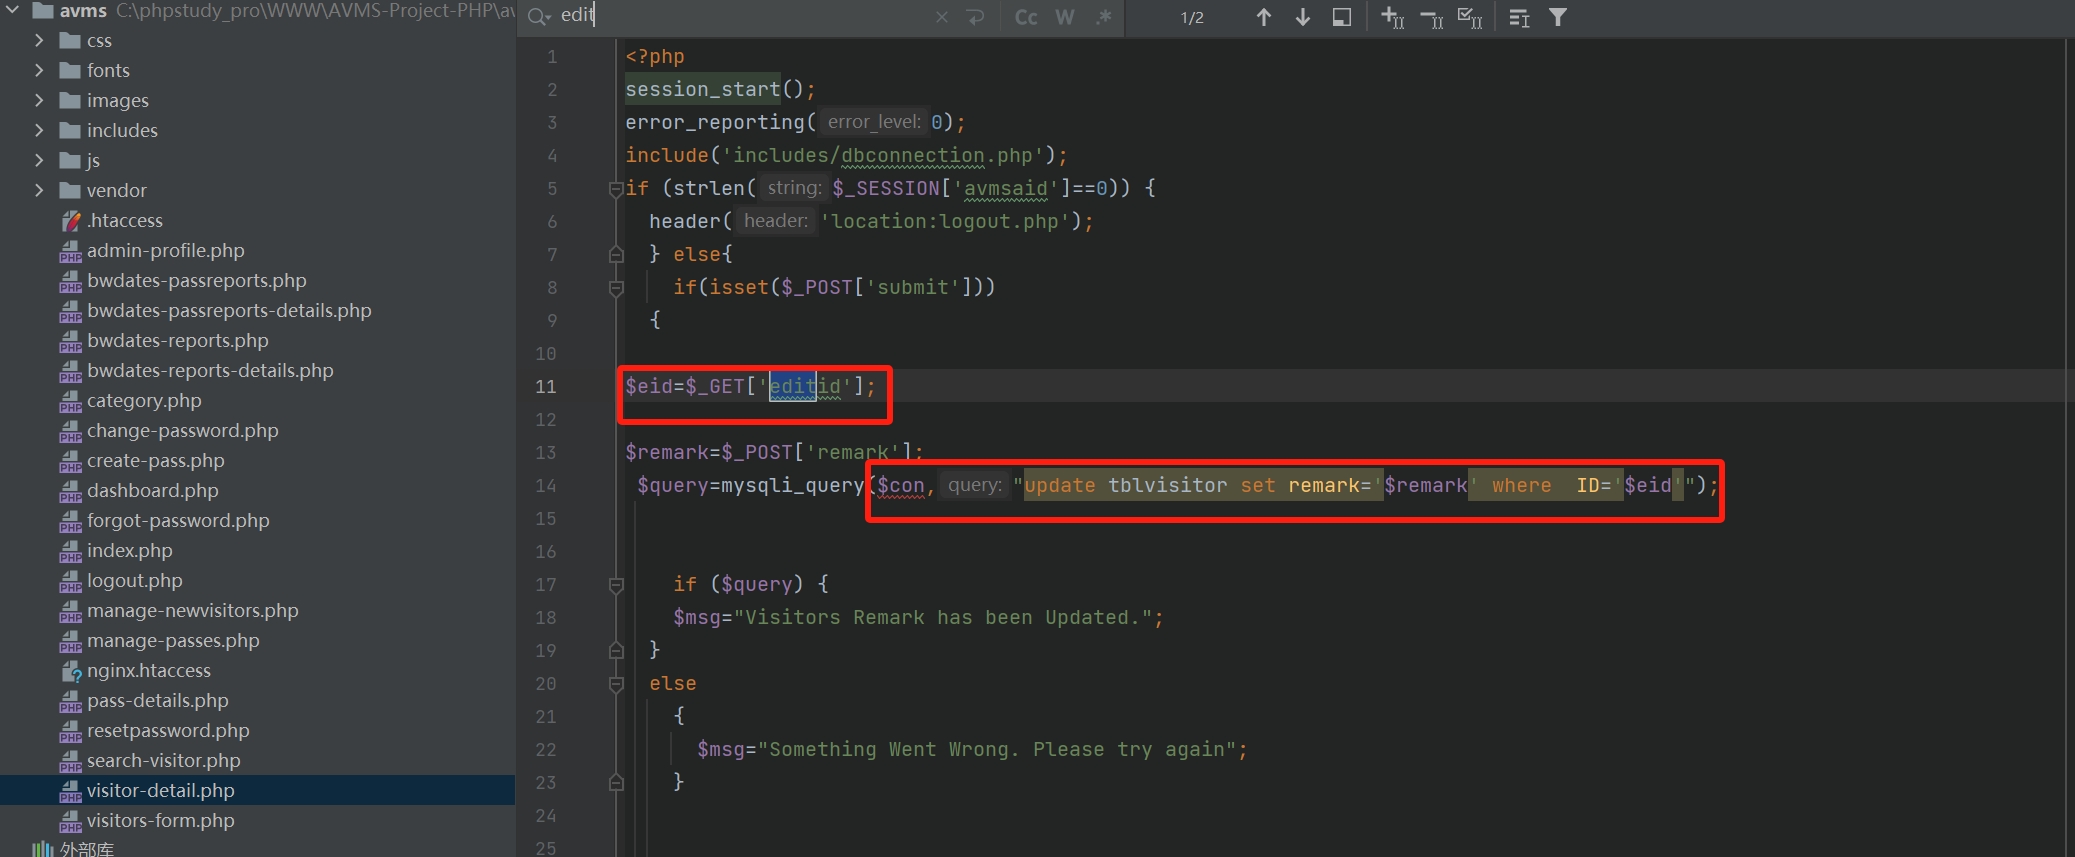 avms C:\phpstudy_pro\WWW\AVMS-Project-PHP\av
css
fonts
images
includes
js
vendor
.htaccess
admin-profile.php
bwdates-passreports.php
bwdates-passreports-details.php
bwdates-reports.php
bwdates-reports-details.php
category.php
change-password.php
create-pass.php
dashboard.php
forgot-password.php
index.php
logout.php
manage-newvisitors.php
manage-passes.php
nginx.htaccess
pass-details.php
resetpassword.php
search-visitor.php
visitor-detail.php
visitors-form.php
外部库
edit
Cc W .* 1/2
1 <?php
2 session_start();
3 error_reporting( error_level: 0);
4 include('includes/dbconnection.php');
5 if (strlen( string: $_SESSION['avmsaid']==0)) {
6 header( header: 'location:logout.php');
7 } else{
8 if(isset($_POST['submit']))
9 {
10
11 $eid=$_GET['editid'];
12
13 $remark=$_POST['remark'];
14 $query=mysqli_query($con, query: "update tblvisitor set remark='$remark' where  ID='$eid'");
15
16
17 if ($query) {
18 $msg="Visitors Remark has been Updated.";
19 }
20 else
21 {
22 $msg="Something Went Wrong. Please try again";
23 }
24
25